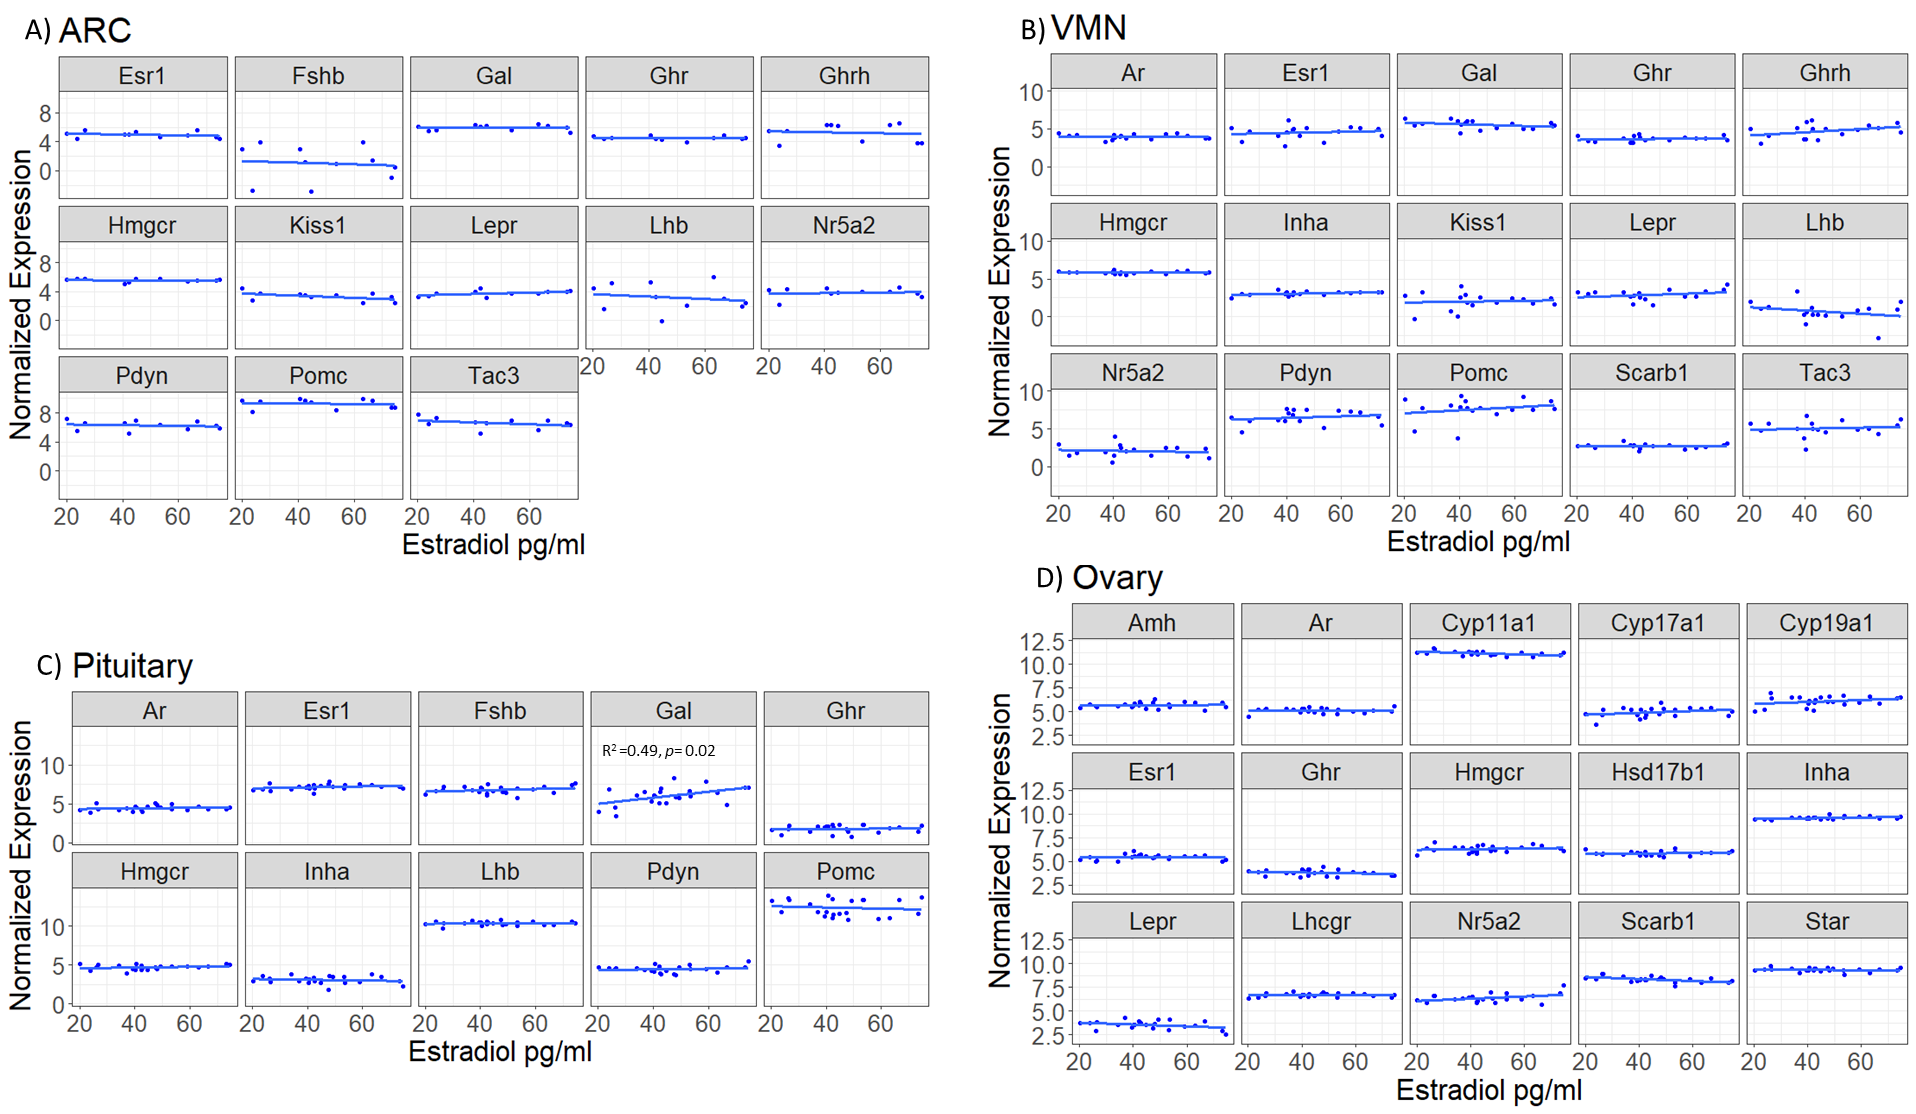 A) ARC
Esr1 Fshb Gal Ghr Ghrh
8
4
0
Hmgcr Kiss1 Lepr Lhb Nr5a2
8
4
0
20 40 60 20 40 60
Pdyn Pomc Tac3
8
4
0
20 40 60 20 40 60 20 40 60
Normalized Expression
Estradiol pg/ml
B) VMN
Ar Esr1 Gal Ghr Ghrh
10
5
0
Hmgcr Inha Kiss1 Lepr Lhb
10
5
0
Nr5a2 Pdyn Pomc Scarb1 Tac3
10
5
0
20 40 60 20 40 60 20 40 60 20 40 60 20 40 60
Normalized Expression
Estradiol pg/ml
C) Pituitary
Ar Esr1 Fshb Gal Ghr
R²=0.49, p= 0.02
10
5
0
Hmgcr Inha Lhb Pdyn Pomc
10
5
0
20 40 60 20 40 60 20 40 60 20 40 60 20 40 60
Normalized Expression
Estradiol pg/ml
D) Ovary
Amh Ar Cyp11a1 Cyp17a1 Cyp19a1
12.5
10.0
7.5
5.0
2.5
Esr1 Ghr Hmgcr Hsd17b1 Inha
12.5
10.0
7.5
5.0
2.5
Lepr Lhcgr Nr5a2 Scarb1 Star
12.5
10.0
7.5
5.0
2.5
20 40 60 20 40 60 20 40 60 20 40 60 20 40 60
Normalized Expression
Estradiol pg/ml